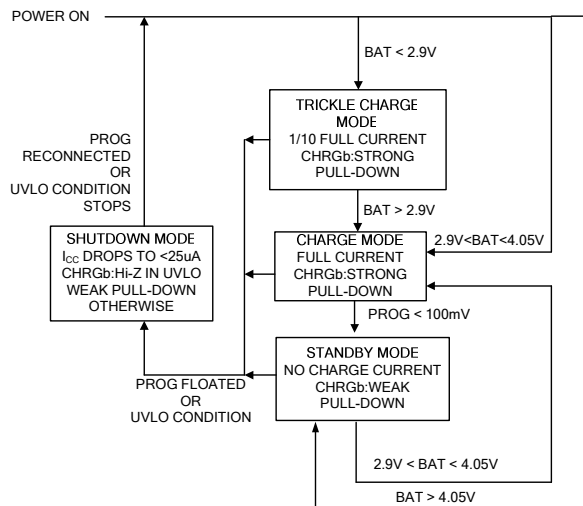 POWER ON
BAT < 2.9V
TRICKLE CHARGE
MODE
1/10 FULL CURRENT
CHRGb:STRONG
PULL-DOWN
PROG
RECONNECTED
OR
UVLO CONDITION
STOPS
BAT > 2.9V
2.9V<BAT<4.05V
SHUTDOWN MODE
ICC DROPS TO <25uA
CHRGb:Hi-Z IN UVLO
WEAK PULL-DOWN
OTHERWISE
CHARGE MODE
FULL CURRENT
CHRGb:STRONG
PULL-DOWN
PROG < 100mV
STANDBY MODE
NO CHARGE CURRENT
CHRGb:WEAK
PULL-DOWN
PROG FLOATED
OR
UVLO CONDITION
2.9V < BAT < 4.05V
BAT > 4.05V